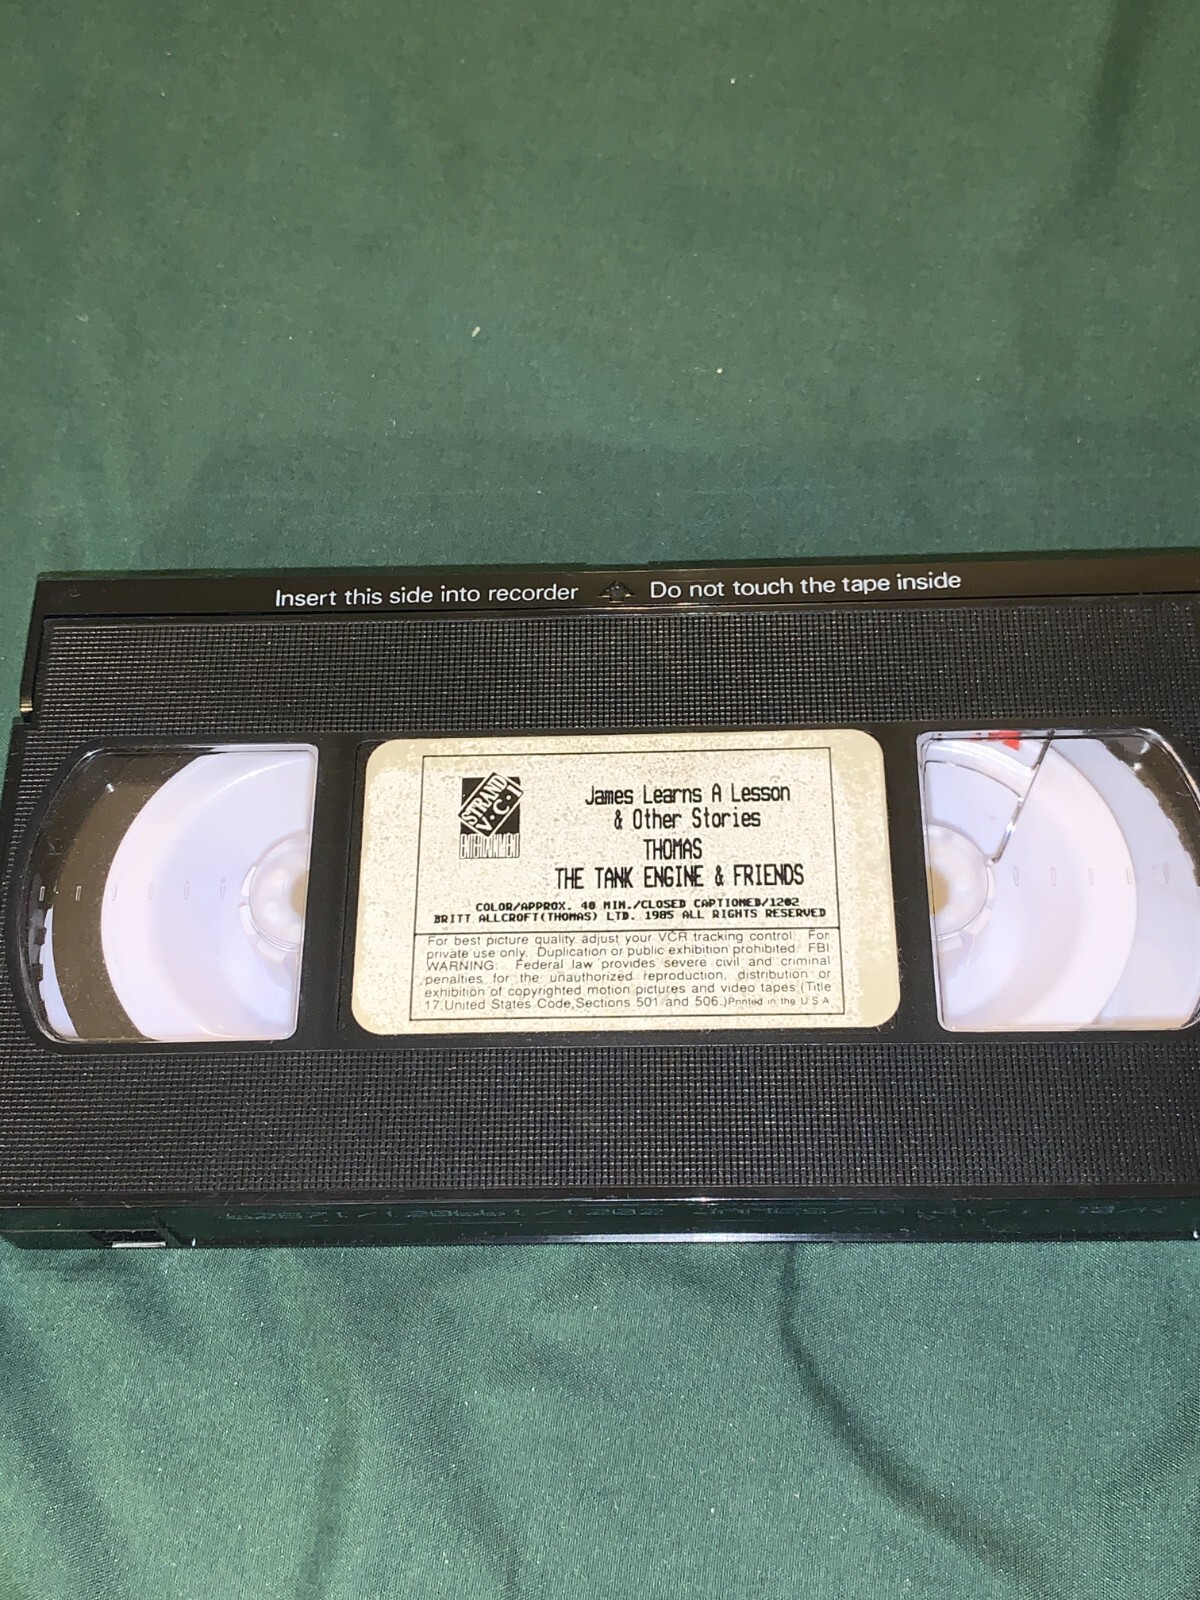 Insert this side into recorder Do not touch the tape inside
STRAND
V.C.I.
ENTERTAINMENT
James Learns A Lesson
& Other Stories
THOMAS
THE TANK ENGINE & FRIENDS
COLOR/APPROX. 40 MIN./CLOSED CAPTIONED/1202
BRITT ALLCROFT(THOMAS) LTD. 1985 ALL RIGHTS RESERVED
For best picture quality adjust your VCR tracking control. For
private use only. Duplication or public exhibition prohibited. FBI
WARNING: Federal law provides severe civil and criminal
penalties for the unauthorized reproduction, distribution or
exhibition of copyrighted motion pictures and video tapes (Title
17,United States Code,Sections 501 and 506.)Printed in the U S A